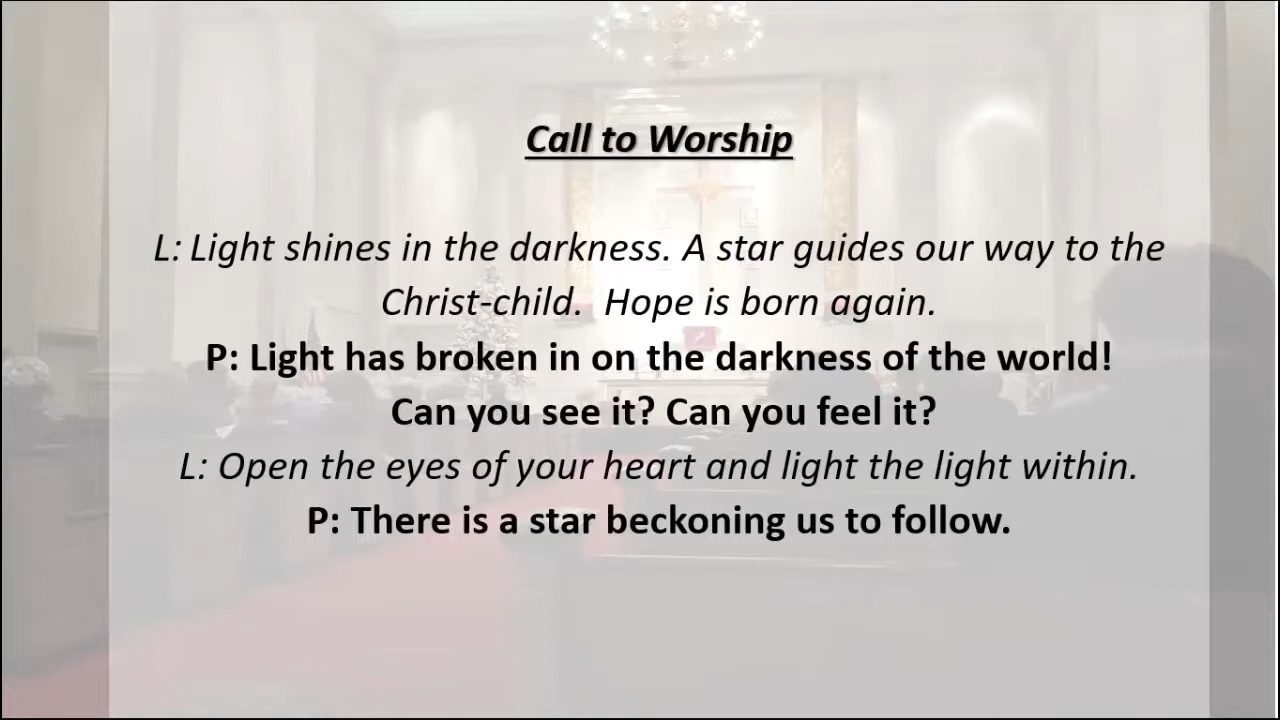 Call to Worship
L: Light shines in the darkness. A star guides our way to the
Christ-child.  Hope is born again.
P: Light has broken in on the darkness of the world!
Can you see it? Can you feel it?
L: Open the eyes of your heart and light the light within.
P: There is a star beckoning us to follow.